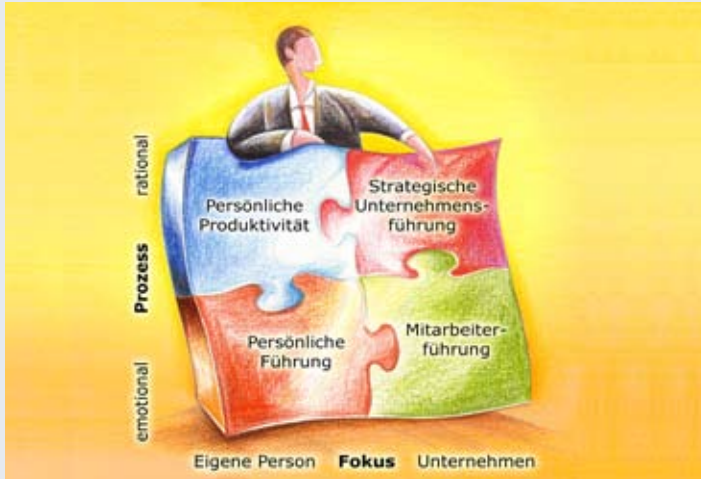 rational
Prozess
emotional
Persönliche
Produktivität
Strategische
Unternehmens-
führung
Persönliche
Führung
Mitarbeiter-
führung
Eigene Person Fokus Unternehmen